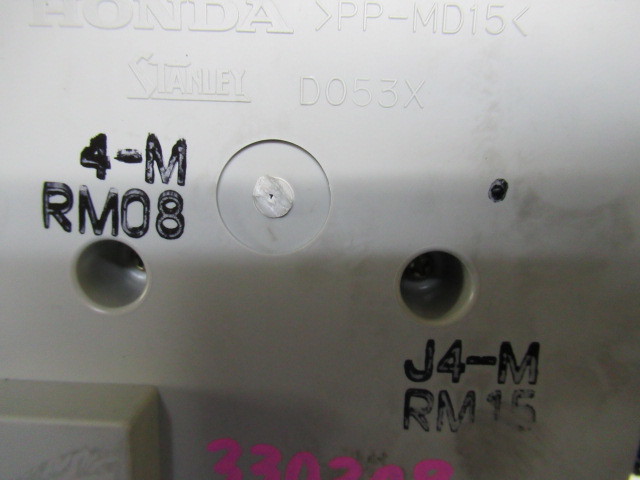 HONDA >PP-MD15<
STANLEY D053X
4-M
RM08
J4-M
RM15